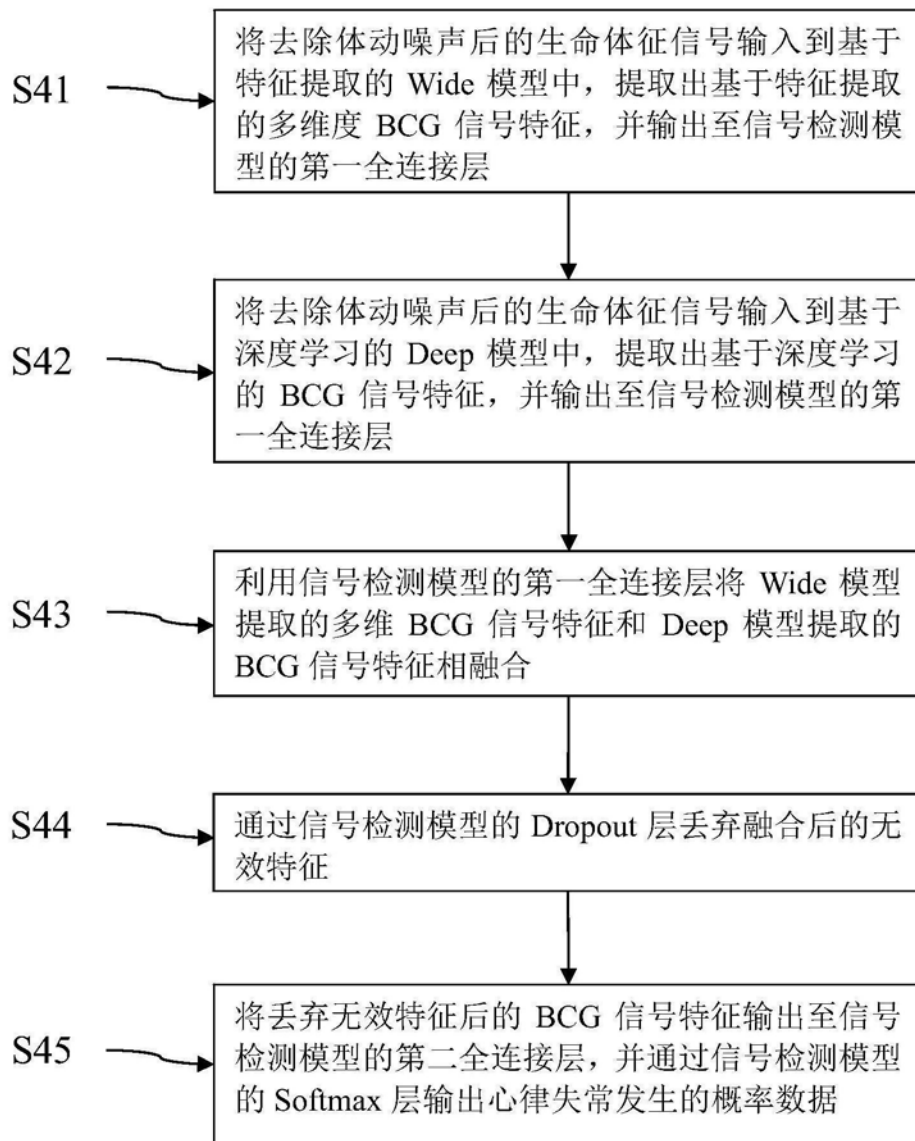 S41
将去除体动噪声后的生命体征信号输入到基于
特征提取的 Wide 模型中，提取出基于特征提取
的多维度 BCG 信号特征，并输出至信号检测模
型的第一全连接层
S42
将去除体动噪声后的生命体征信号输入到基于
深度学习的 Deep 模型中，提取出基于深度学习
的 BCG 信号特征，并输出至信号检测模型的第
一全连接层
S43
利用信号检测模型的第一全连接层将 Wide 模型
提取的多维 BCG 信号特征和 Deep 模型提取的
BCG 信号特征相融合
S44
通过信号检测模型的 Dropout 层丢弃融合后的无
效特征
S45
将丢弃无效特征后的 BCG 信号特征输出至信号
检测模型的第二全连接层，并通过信号检测模型
的 Softmax 层输出心律失常发生的概率数据